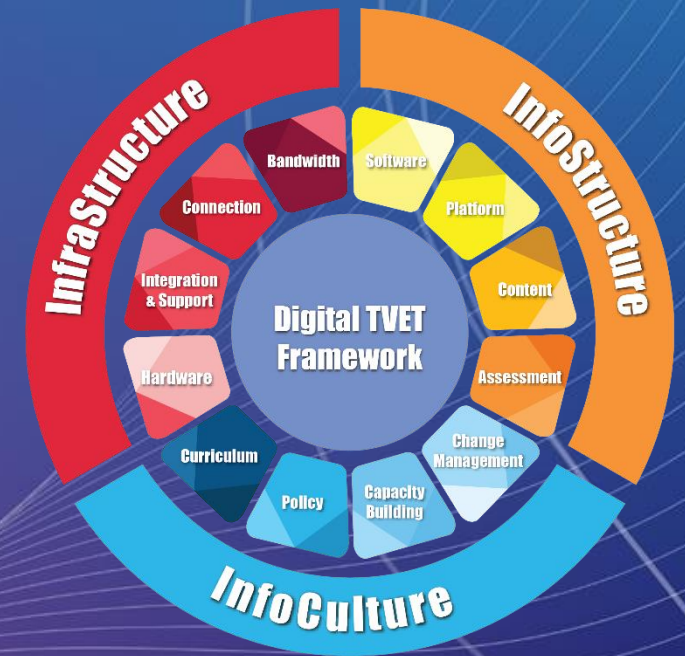 InfraStructure
InfoStructure
InfoCulture
Bandwidth
Software
Connection
Platform
Integration
& Support
Content
Hardware
Assessment
Curriculum
Change
Management
Policy
Capacity
Building
Digital TVET
Framework